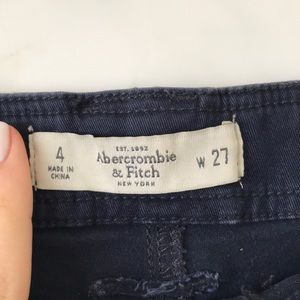 4
MADE IN
CHINA
EST. 1892
Abercrombie
& Fitch
NEW YORK
W 27